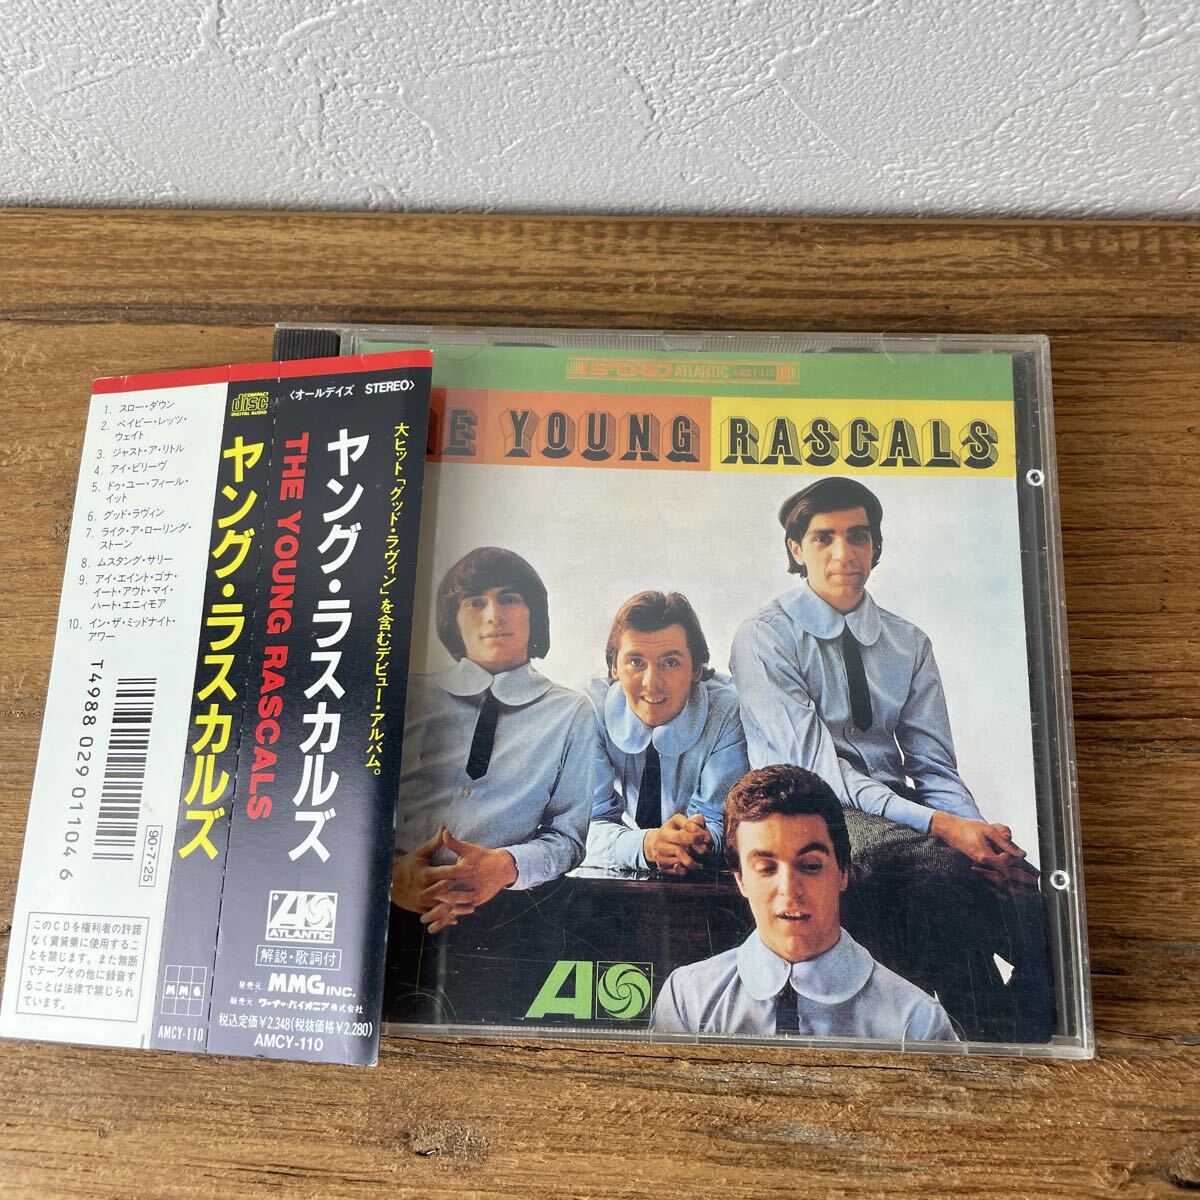 1. スロー・ダウン
2. ベイビー・レッツ・
ウェイト
3. ジャスト・ア・リトル
4. アイ・ビリーヴ
5. ドゥ・ユー・フィール・
イット
6. グッド・ラヴィン
7. ライク・ア・ローリング・
ストーン
8. ムスタング・サリー
9. アイ・エイント・ゴナ・
イート・アウト・マイ・
ハート・エニィモア
10. イン・ザ・ミッドナイト・
アワー
T4988 029 01104 6
90・7・25
このCDを権利者の許諾
なく賃貸業に使用するこ
とを禁じます。また無断
でテープその他に録音す
ることは法律で禁じられ
ています。
COMPACT
disc
DIGITAL AUDIO
ヤング・ラスカルズ
MMG
AMCY-110
〈オールデイズ STEREO〉
THE YOUNG RASCALS
ヤング・ラスカルズ
大ヒット「グッド・ラヴィン」を含むデビュー・アルバム。
ATLANTIC
解説・歌詞付
発売元: MMG INC.
販売元: ワーナー・パイオニア株式会社
税込定価¥2,348(税抜価格¥2,280)
AMCY-110
STEREO ATLANTIC AMCY-110
HE YOUNG RASCALS